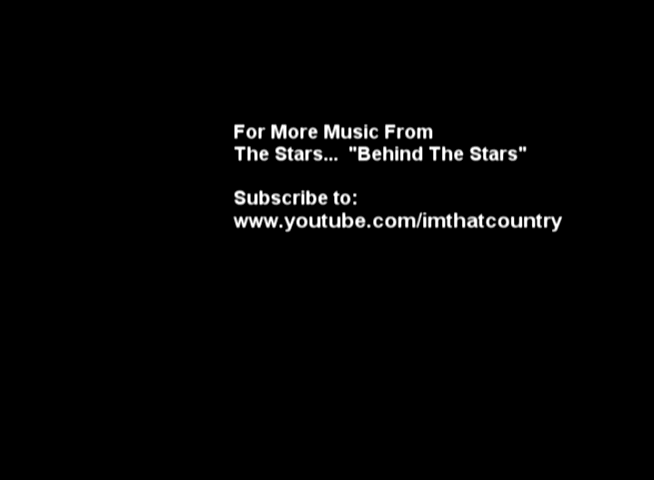 For More Music From
The Stars...  "Behind The Stars"
Subscribe to:
www.youtube.com/imthatcountry